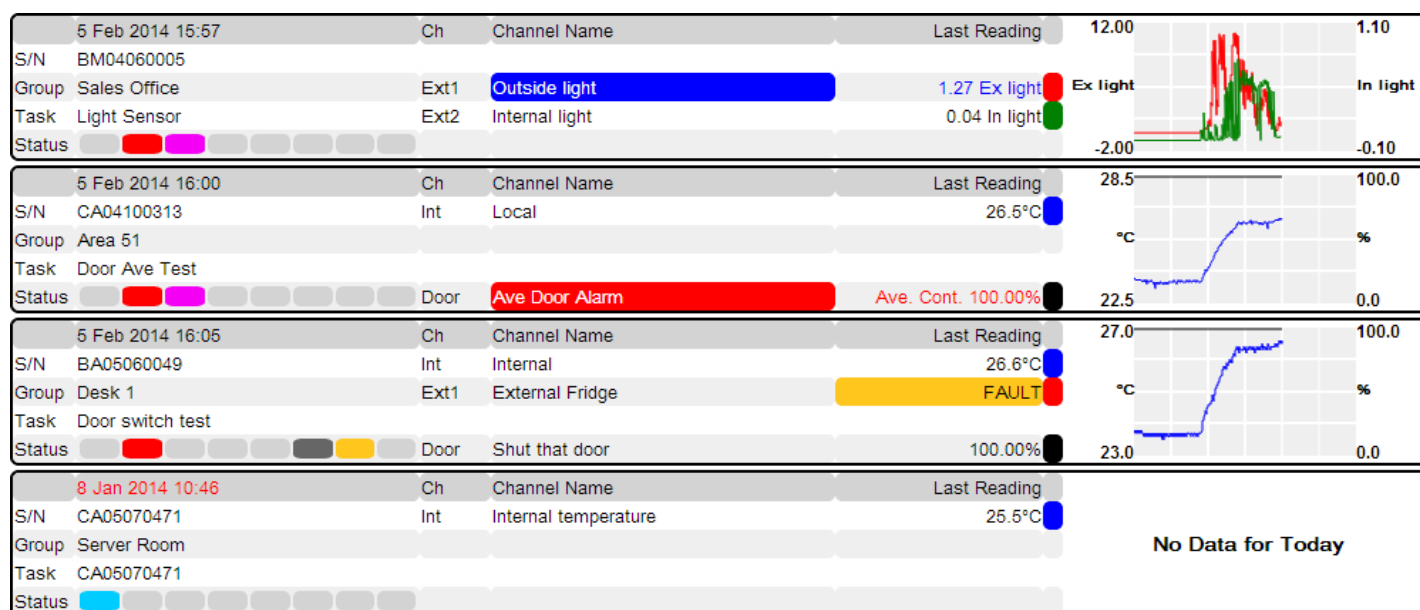 5 Feb 2014 15:57 Ch Channel Name Last Reading
S/N BM04060005
Group Sales Office Ext1 Outside light 1.27 Ex light
Task Light Sensor Ext2 Internal light 0.04 In light
Status
12.00 1.10
Ex light In light
-2.00 -0.10
5 Feb 2014 16:00 Ch Channel Name Last Reading
S/N CA04100313 Int Local 26.5°C
Group Area 51
Task Door Ave Test
Status Door Ave Door Alarm Ave. Cont. 100.00%
28.5 100.0
°C %
22.5 0.0
5 Feb 2014 16:05 Ch Channel Name Last Reading
S/N BA05060049 Int Internal 26.6°C
Group Desk 1 Ext1 External Fridge FAULT
Task Door switch test
Status Door Shut that door 100.00%
27.0 100.0
°C %
23.0 0.0
8 Jan 2014 10:46 Ch Channel Name Last Reading
S/N CA05070471 Int Internal temperature 25.5°C
Group Server Room
Task CA05070471
Status
No Data for Today